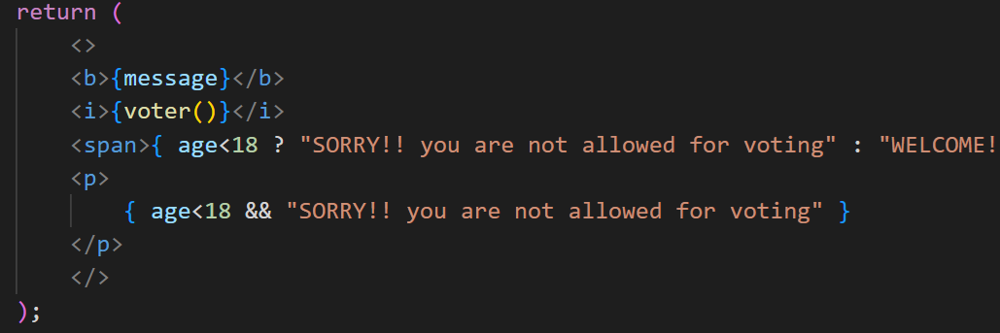 return (
<>
<b>{message}</b>
<i>{voter()}</i>
<span>{ age<18 ? "SORRY!! you are not allowed for voting" : "WELCOME!
<p>
{ age<18 && "SORRY!! you are not allowed for voting" }
</p>
</>
);